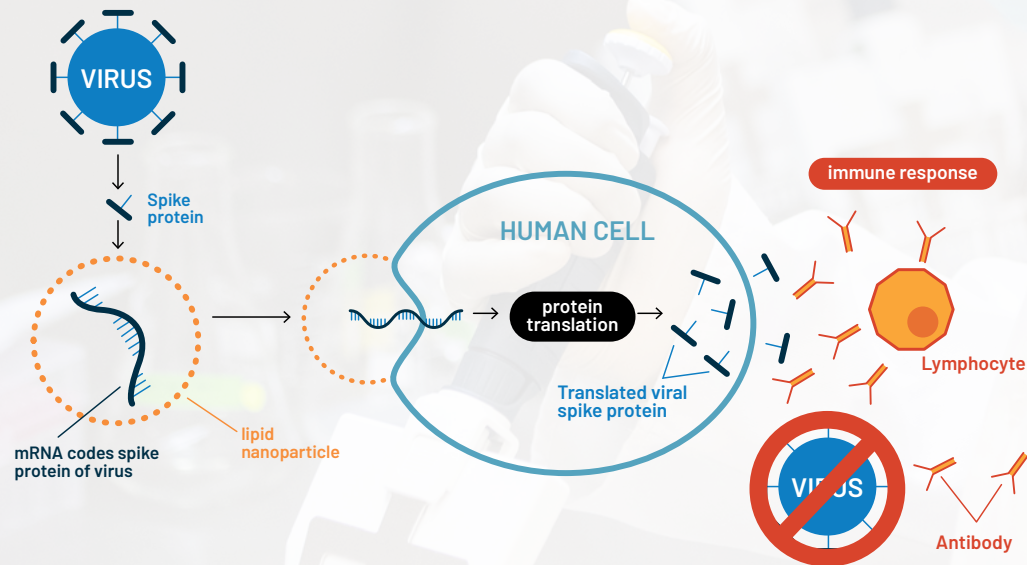 VIRUS
Spike
protein
mRNA codes spike
protein of virus
lipid
nanoparticle
HUMAN CELL
protein
translation
Translated viral
spike protein
immune response
Lymphocyte
VIRUS
Antibody